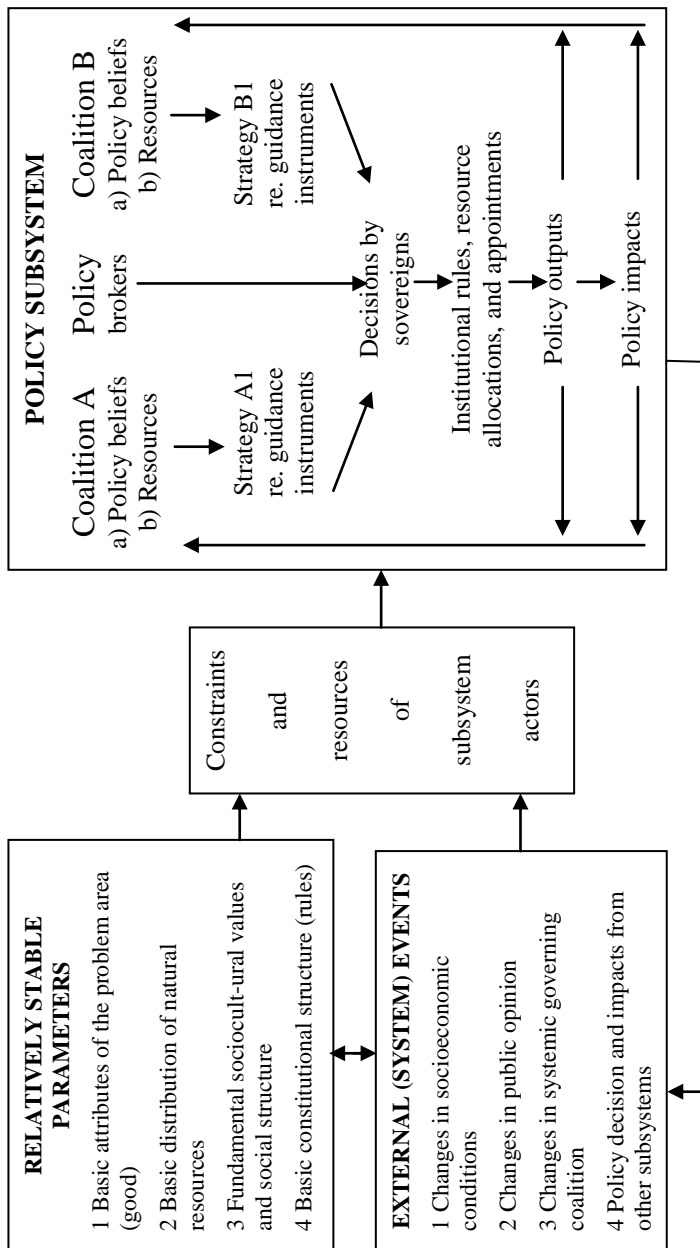 RELATIVELY STABLE
PARAMETERS
1 Basic attributes of the problem area
(good)
2 Basic distribution of natural
resources
3 Fundamental sociocult-ural values
and social structure
4 Basic constitutional structure (rules)
EXTERNAL (SYSTEM) EVENTS
1 Changes in socioeconomic
conditions
2 Changes in public opinion
3 Changes in systemic governing
coalition
4 Policy decision and impacts from
other subsystems
Constraints
and
resources
of
subsystem
actors
POLICY SUBSYSTEM
Coalition A
a) Policy beliefs
b) Resources
Policy
brokers
Coalition B
a) Policy beliefs
b) Resources
Strategy A1
re. guidance
instruments
Strategy B1
re. guidance
instruments
Decisions by
sovereigns
Institutional rules, resource
allocations, and appointments
Policy outputs
Policy impacts